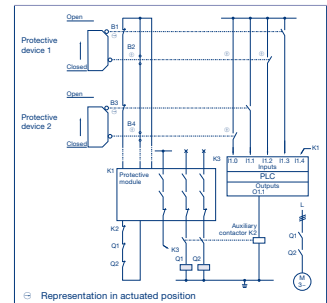 Open
Protective
device 1
B1
B2
Closed
Open
Protective
device 2
B3
B4
Closed
K1
Protective
module
K3
I1.0 I1.1 I1.2 I1.3 I1.4
K1
Inputs
PLC
Outputs
O1.1
K2
Q1
Q2
K3
Auxiliary
contactor K2
Q1 Q2
L
Q1
Q2
M
3~
Representation in actuated position